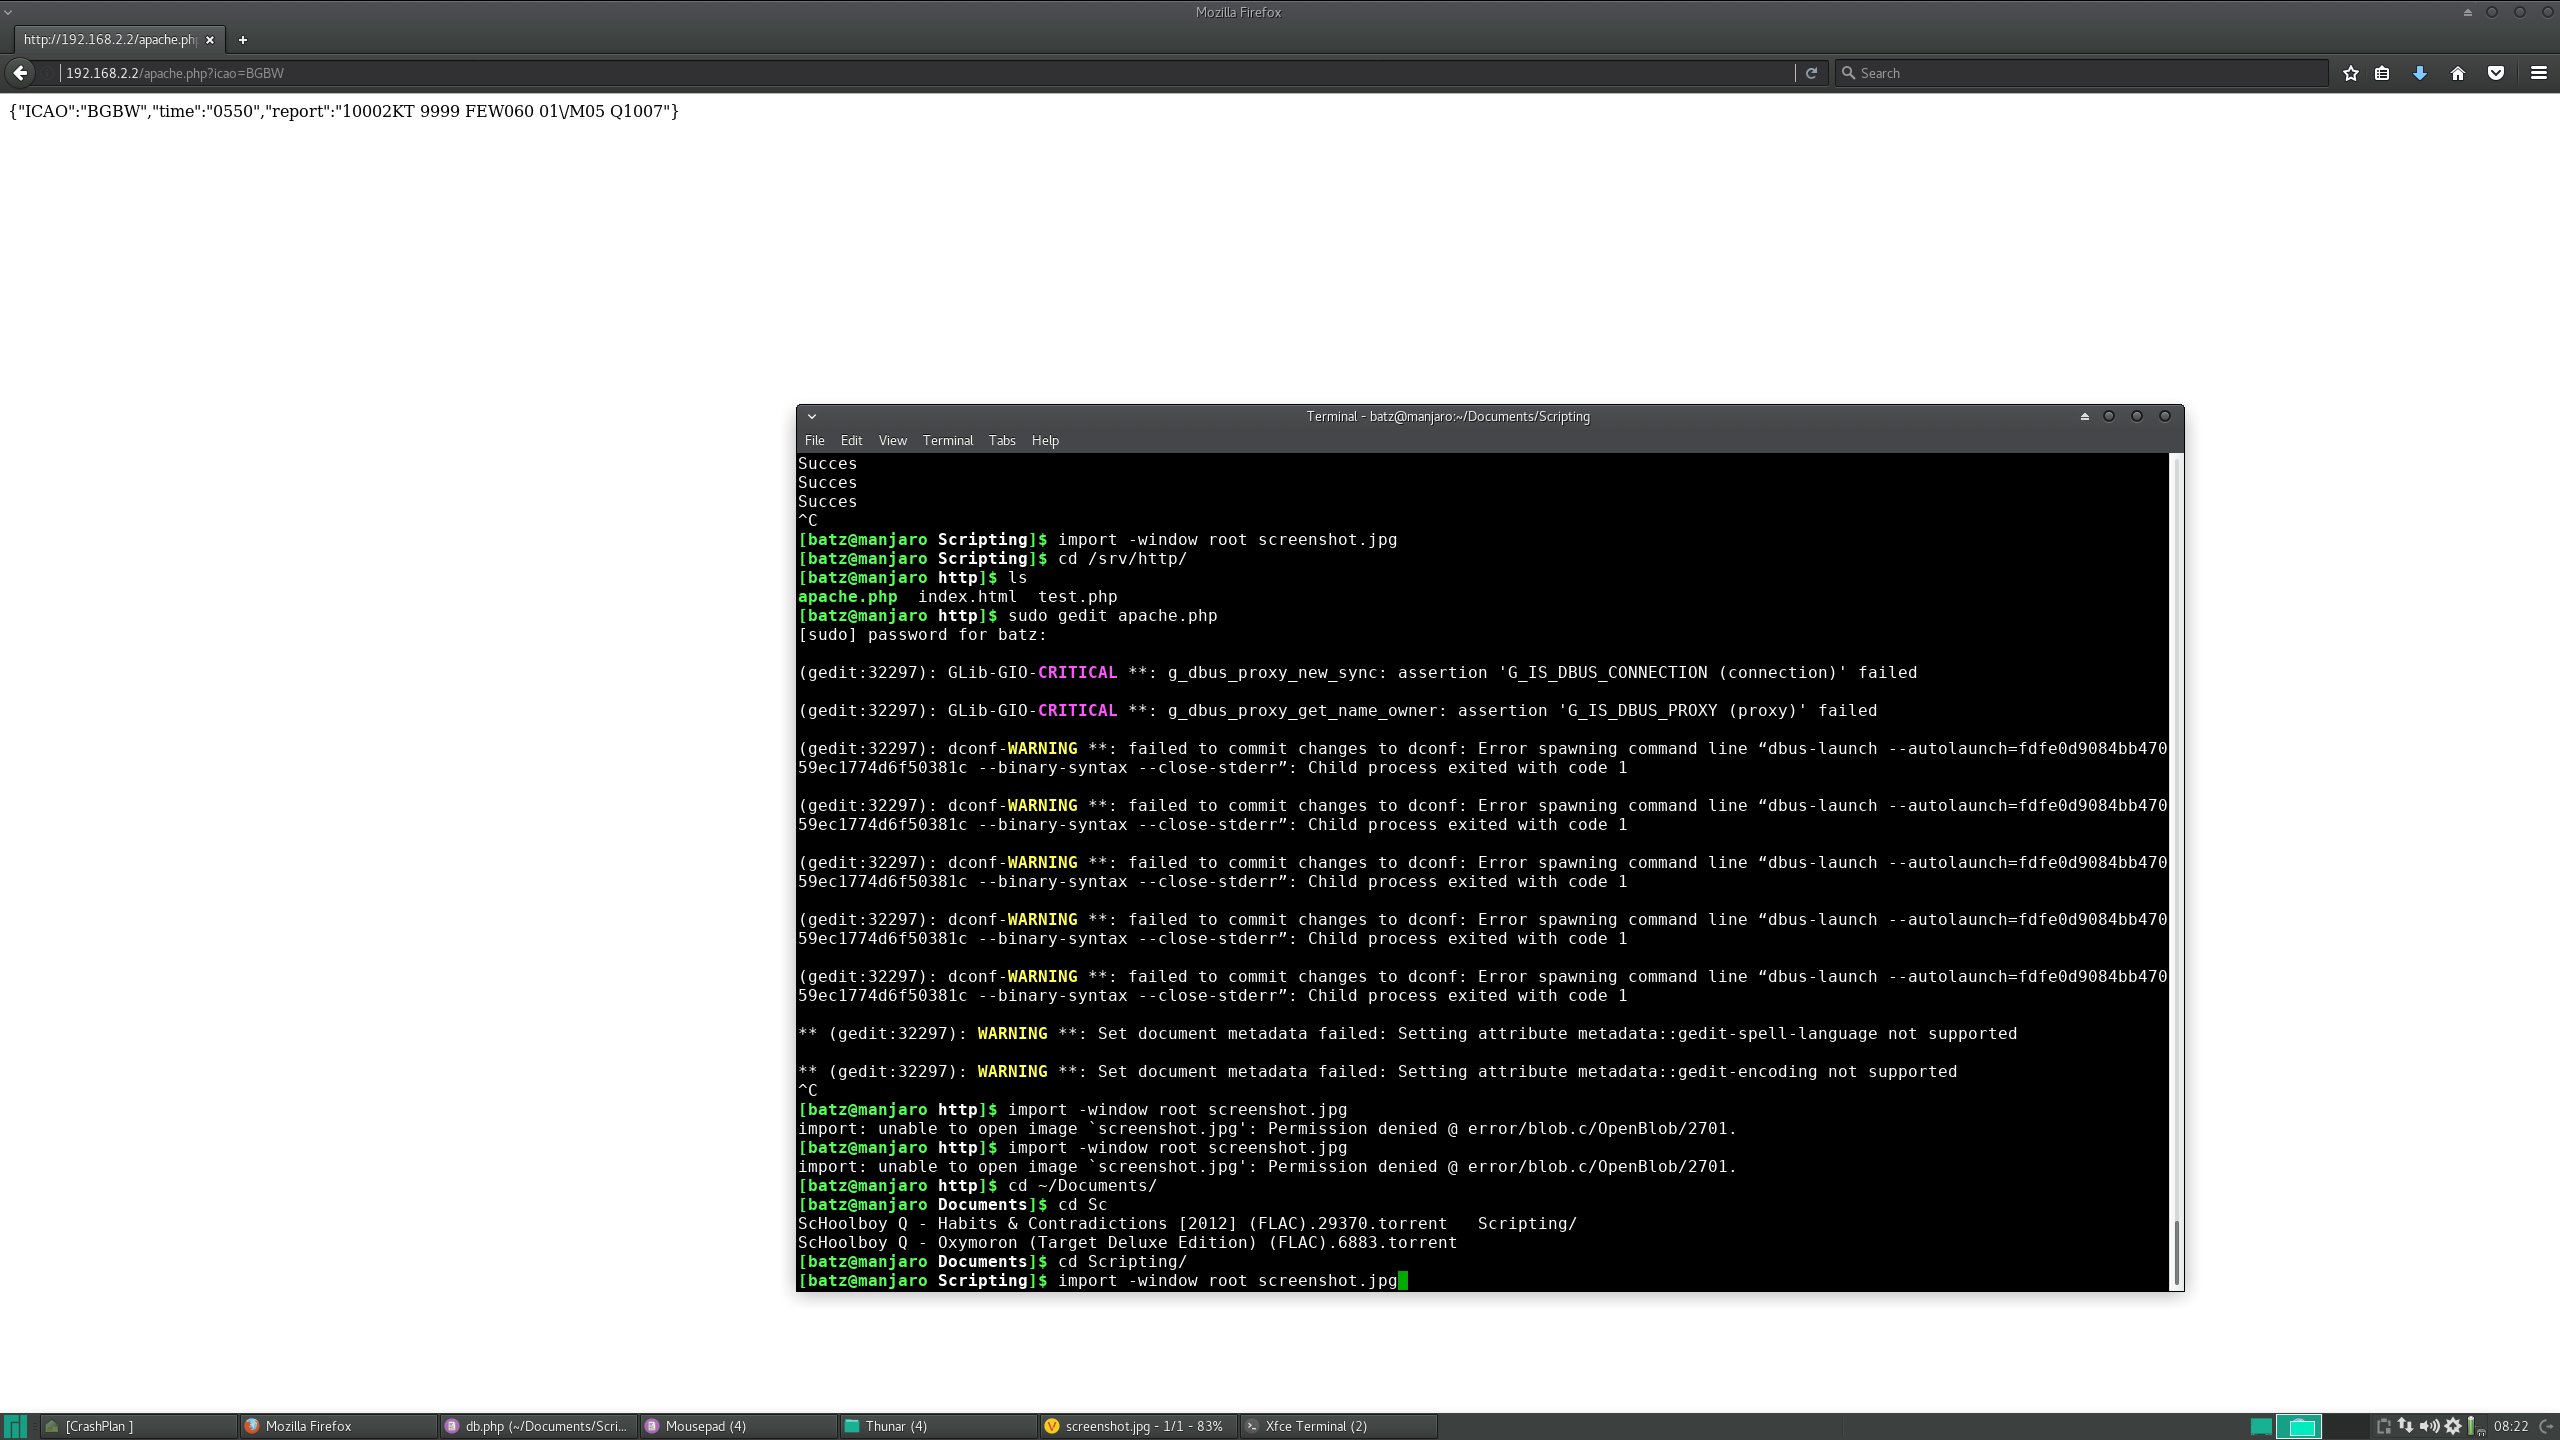 Mozilla Firefox
http://192.168.2.2/apache.ph
192.168.2.2/apache.php?icao=BGBW
Search
{"ICAO":"BGBW","time":"0550","report":"10002KT 9999 FEW060 01\/M05 Q1007"}
Terminal - batz@manjaro:~/Documents/Scripting
File Edit View Terminal Tabs Help
Succes
Succes
Succes
^C
[batz@manjaro Scripting]$ import -window root screenshot.jpg
[batz@manjaro Scripting]$ cd /srv/http/
[batz@manjaro http]$ ls
apache.php  index.html  test.php
[batz@manjaro http]$ sudo gedit apache.php
[sudo] password for batz:
(gedit:32297): GLib-GIO-CRITICAL **: g_dbus_proxy_new_sync: assertion 'G_IS_DBUS_CONNECTION (connection)' failed
(gedit:32297): GLib-GIO-CRITICAL **: g_dbus_proxy_get_name_owner: assertion 'G_IS_DBUS_PROXY (proxy)' failed
(gedit:32297): dconf-WARNING **: failed to commit changes to dconf: Error spawning command line “dbus-launch --autolaunch=fdfe0d9084bb470
59ec1774d6f50381c --binary-syntax --close-stderr”: Child process exited with code 1
(gedit:32297): dconf-WARNING **: failed to commit changes to dconf: Error spawning command line “dbus-launch --autolaunch=fdfe0d9084bb470
59ec1774d6f50381c --binary-syntax --close-stderr”: Child process exited with code 1
(gedit:32297): dconf-WARNING **: failed to commit changes to dconf: Error spawning command line “dbus-launch --autolaunch=fdfe0d9084bb470
59ec1774d6f50381c --binary-syntax --close-stderr”: Child process exited with code 1
(gedit:32297): dconf-WARNING **: failed to commit changes to dconf: Error spawning command line “dbus-launch --autolaunch=fdfe0d9084bb470
59ec1774d6f50381c --binary-syntax --close-stderr”: Child process exited with code 1
(gedit:32297): dconf-WARNING **: failed to commit changes to dconf: Error spawning command line “dbus-launch --autolaunch=fdfe0d9084bb470
59ec1774d6f50381c --binary-syntax --close-stderr”: Child process exited with code 1
** (gedit:32297): WARNING **: Set document metadata failed: Setting attribute metadata::gedit-spell-language not supported
** (gedit:32297): WARNING **: Set document metadata failed: Setting attribute metadata::gedit-encoding not supported
^C
[batz@manjaro http]$ import -window root screenshot.jpg
import: unable to open image `screenshot.jpg': Permission denied @ error/blob.c/OpenBlob/2701.
[batz@manjaro http]$ import -window root screenshot.jpg
import: unable to open image `screenshot.jpg': Permission denied @ error/blob.c/OpenBlob/2701.
[batz@manjaro http]$ cd ~/Documents/
[batz@manjaro Documents]$ cd Sc
ScHoolboy Q - Habits & Contradictions [2012] (FLAC).29370.torrent   Scripting/
ScHoolboy Q - Oxymoron (Target Deluxe Edition) (FLAC).6883.torrent
[batz@manjaro Documents]$ cd Scripting/
[batz@manjaro Scripting]$ import -window root screenshot.jpg
[CrashPlan ] Mozilla Firefox db.php (~/Documents/Scri... Mousepad (4) Thunar (4) screenshot.jpg - 1/1 - 83% Xfce Terminal (2) 08:22